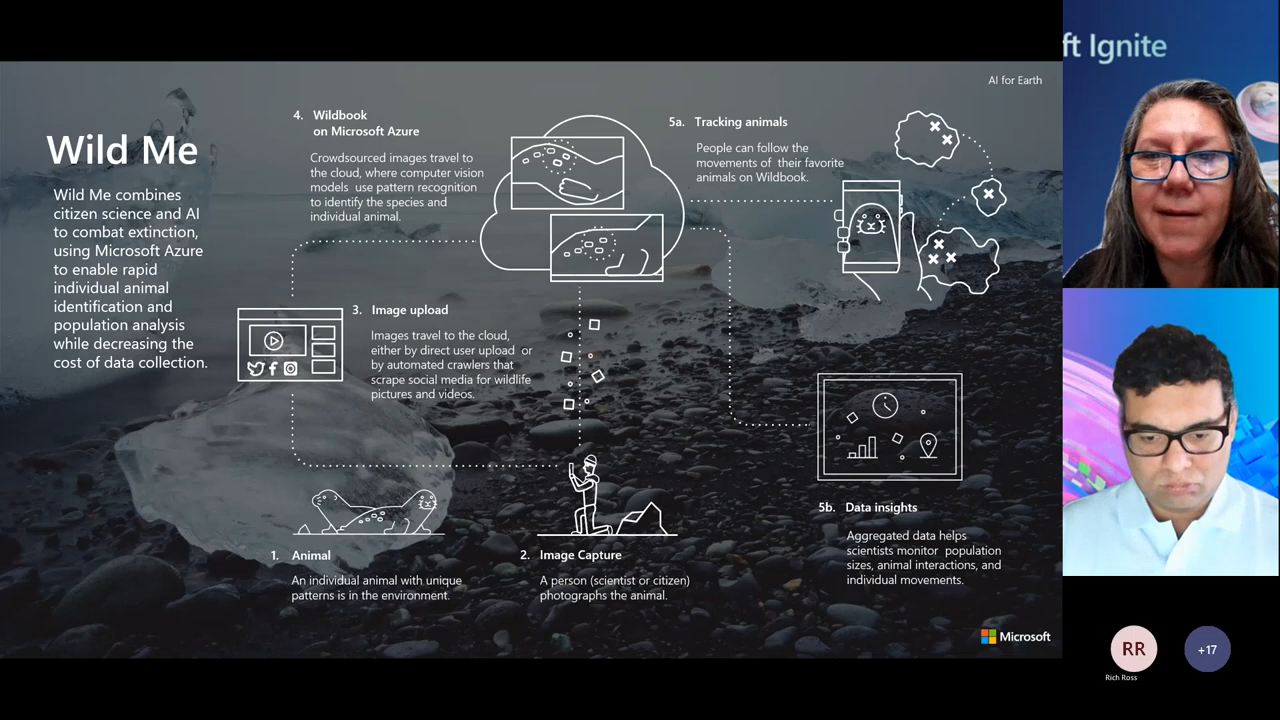 AI for Earth
Wild Me
Wild Me combines
citizen science and AI
to combat extinction,
using Microsoft Azure
to enable rapid
individual animal
identification and
population analysis
while decreasing the
cost of data collection.
4. Wildbook
on Microsoft Azure
Crowdsourced images travel to
the cloud, where computer vision
models use pattern recognition
to identify the species and
individual animal.
5a. Tracking animals
People can follow the
movements of their favorite
animals on Wildbook.
3. Image upload
Images travel to the cloud,
either by direct user upload or
by automated crawlers that
scrape social media for wildlife
pictures and videos.
1. Animal
An individual animal with unique
patterns is in the environment.
2. Image Capture
A person (scientist or citizen)
photographs the animal.
5b. Data insights
Aggregated data helps
scientists monitor population
sizes, animal interactions, and
individual movements.
Microsoft
ft Ignite
RR
Rich Ross
+17